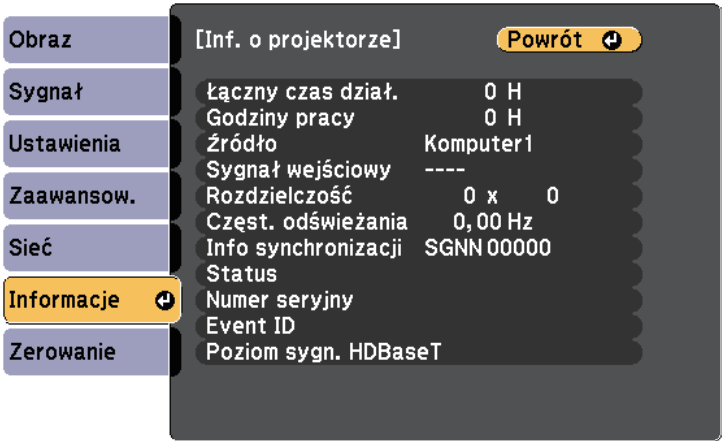 Obraz
Sygnał
Ustawienia
Zaawansow.
Sieć
Informacje
Zerowanie
[Inf. o projektorze] Powrót
Łączny czas dział. 0 H
Godziny pracy 0 H
Źródło Komputer1
Sygnał wejściowy ----
Rozdzielczość 0 x 0
Częst. odświeżania 0,00 Hz
Info synchronizacji SGNN 00000
Status
Numer seryjny
Event ID
Poziom sygn. HDBaseT